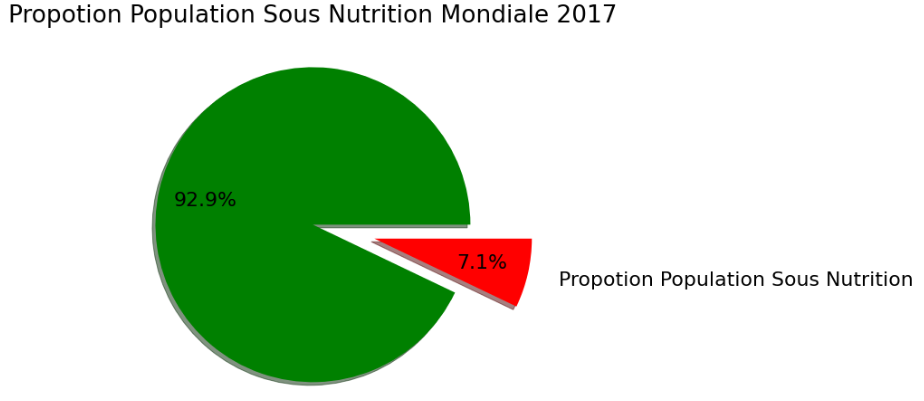 Propotion Population Sous Nutrition Mondiale 2017
92.9%
7.1%
Propotion Population Sous Nutrition